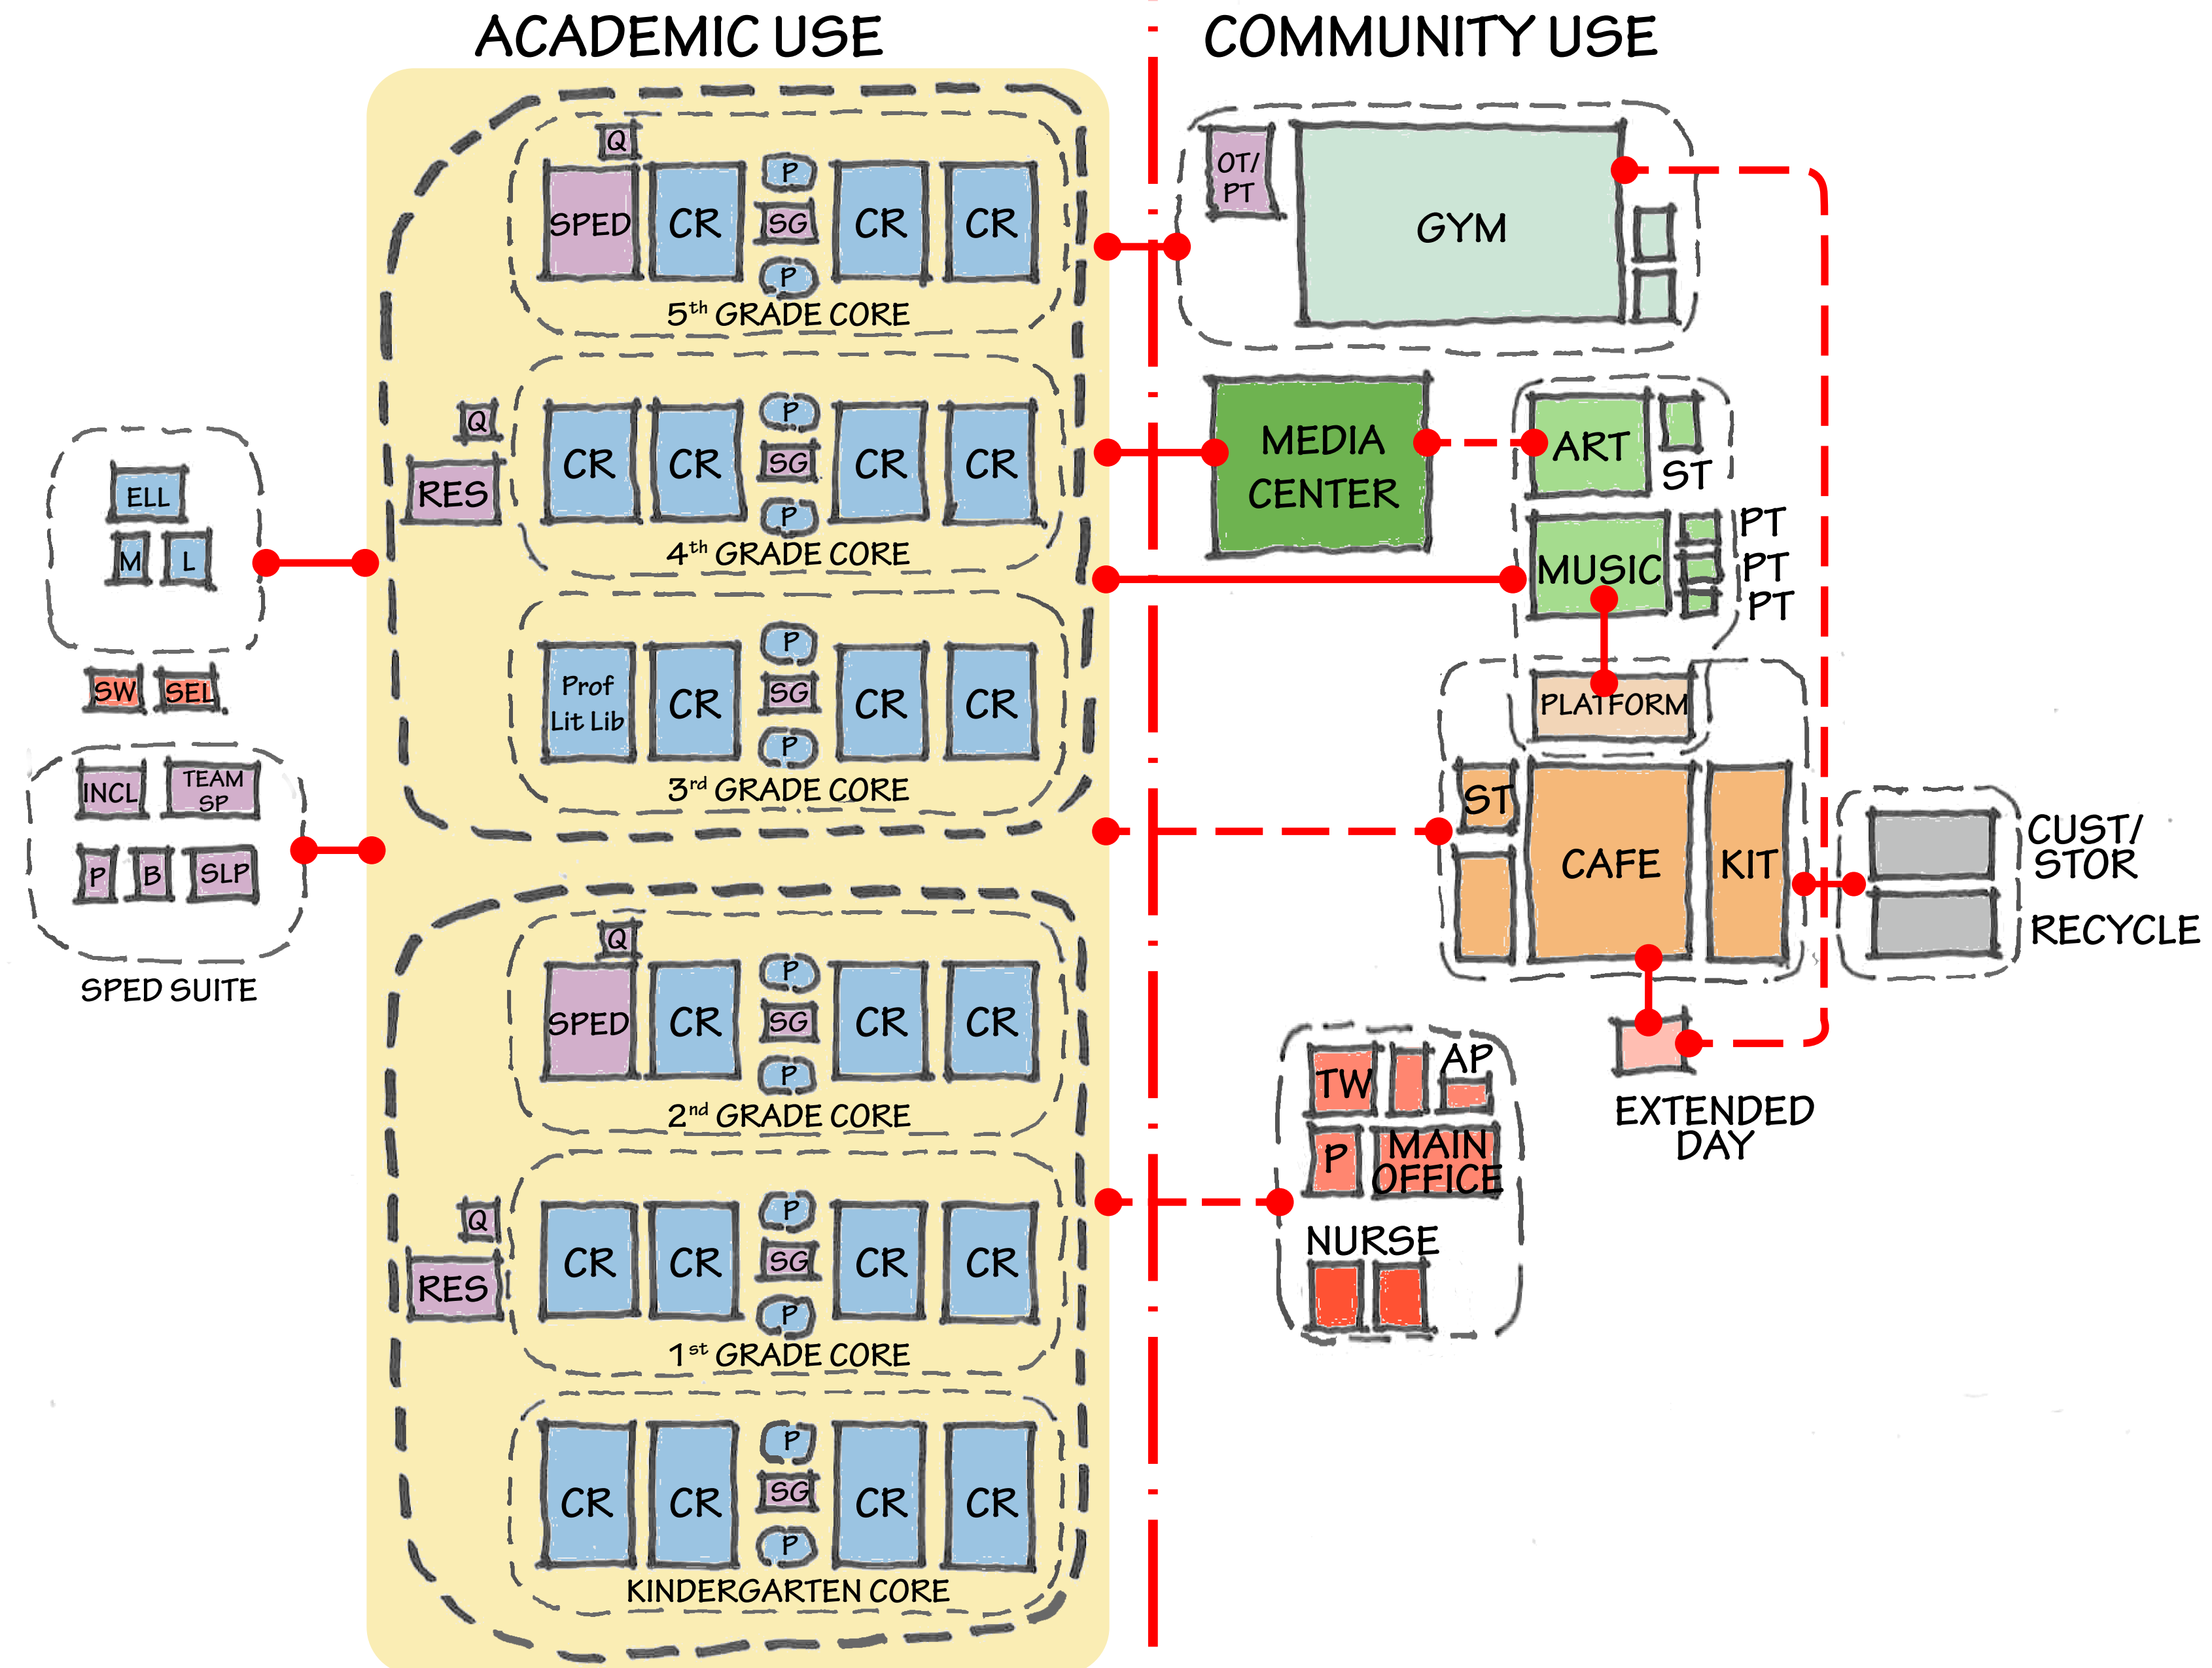 ACADEMIC USE
COMMUNITY USE
Q
SPED
CR
P
SG
P
CR
CR
5th GRADE CORE
Q
RES
CR
CR
P
SG
P
CR
CR
4th GRADE CORE
Prof
Lit Lib
CR
P
SG
P
CR
CR
3rd GRADE CORE
Q
SPED
CR
P
SG
P
CR
CR
2nd GRADE CORE
Q
RES
CR
CR
P
SG
P
CR
CR
1st GRADE CORE
CR
CR
P
SG
P
CR
CR
KINDERGARTEN CORE
ELL
M
L
SW
SEL
INCL
TEAM
SP
P
B
SLP
SPED SUITE
OT/
PT
GYM
MEDIA
CENTER
ART
ST
MUSIC
PT
PT
PT
PLATFORM
ST
CAFE
KIT
CUST/
STOR
RECYCLE
EXTENDED
DAY
TW
AP
P
MAIN
OFFICE
NURSE